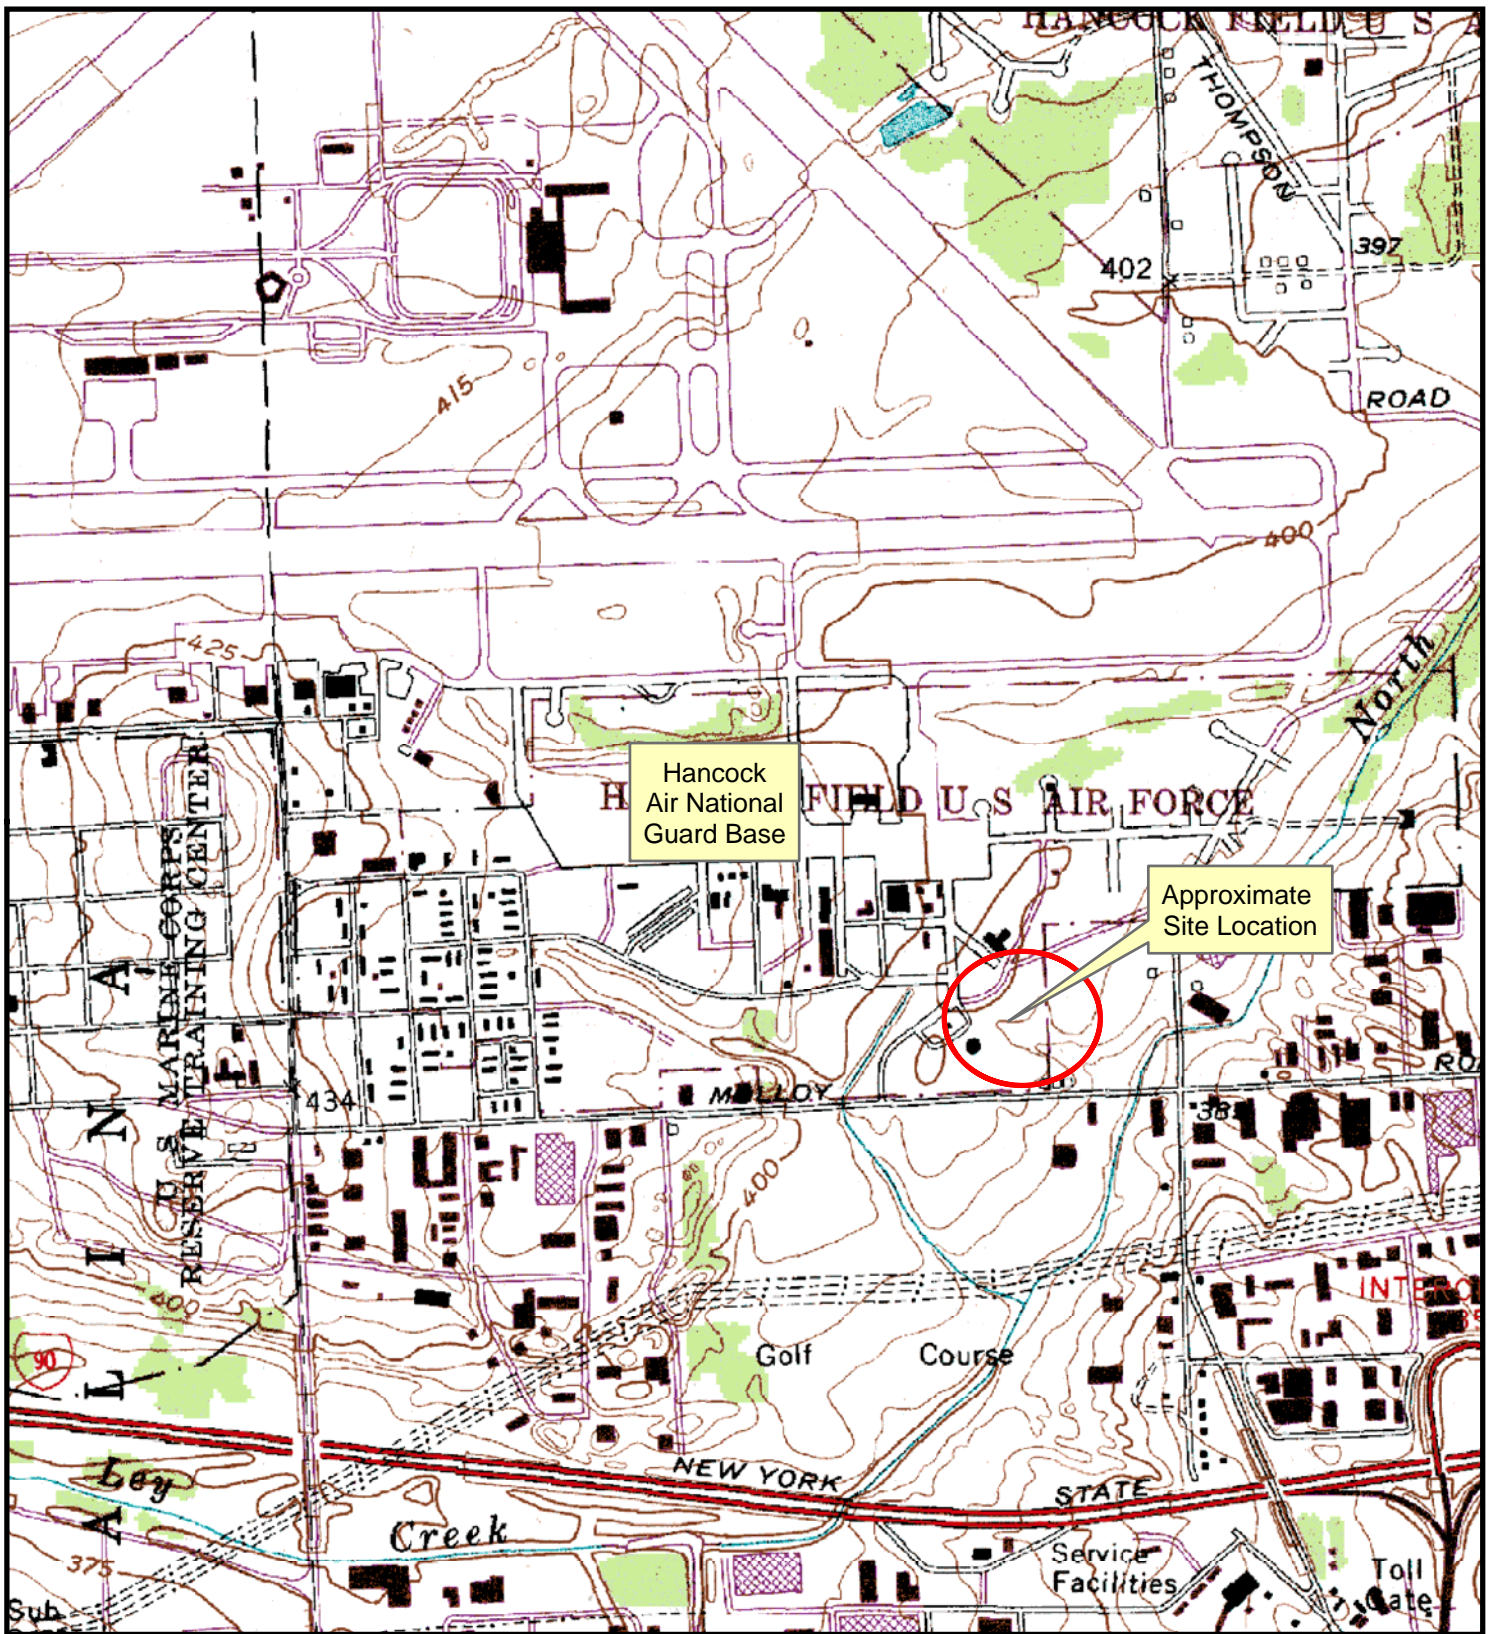 HANCOCK FIELD U S A
THOMPSON
397
402
415
ROAD
400
425
North
Hancock
Air National
Guard Base
FIELD U S AIR FORCE
Approximate
Site Location
U S MARINE CORPS
RESERVE TRAINING CENTER
434
MOLLOY
400
400
INTERC
90
Golf Course
A L I N A
NEW YORK STATE
Ley Creek
375
Service
Facilities
Toll
Gate
Sub